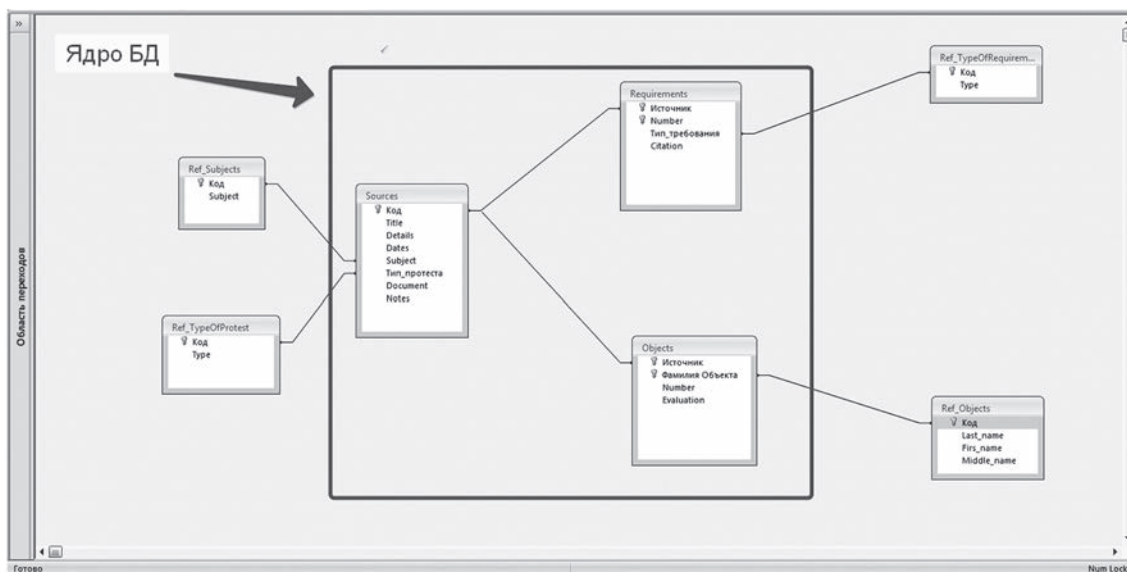 »
Область переходов
Ядро БД
Ref_Subjects
Код
Subject
Ref_TypeOfProtest
Код
Type
Sources
Код
Title
Details
Dates
Subject
Тип_протеста
Document
Notes
Requirements
Источник
Number
Тип_требования
Citation
Objects
Источник
Фамилия Объекта
Number
Evaluation
Ref_TypeOfRequirem...
Код
Type
Ref_Objects
Код
Last_name
Firs_name
Middle_name
Готово
Num Lock